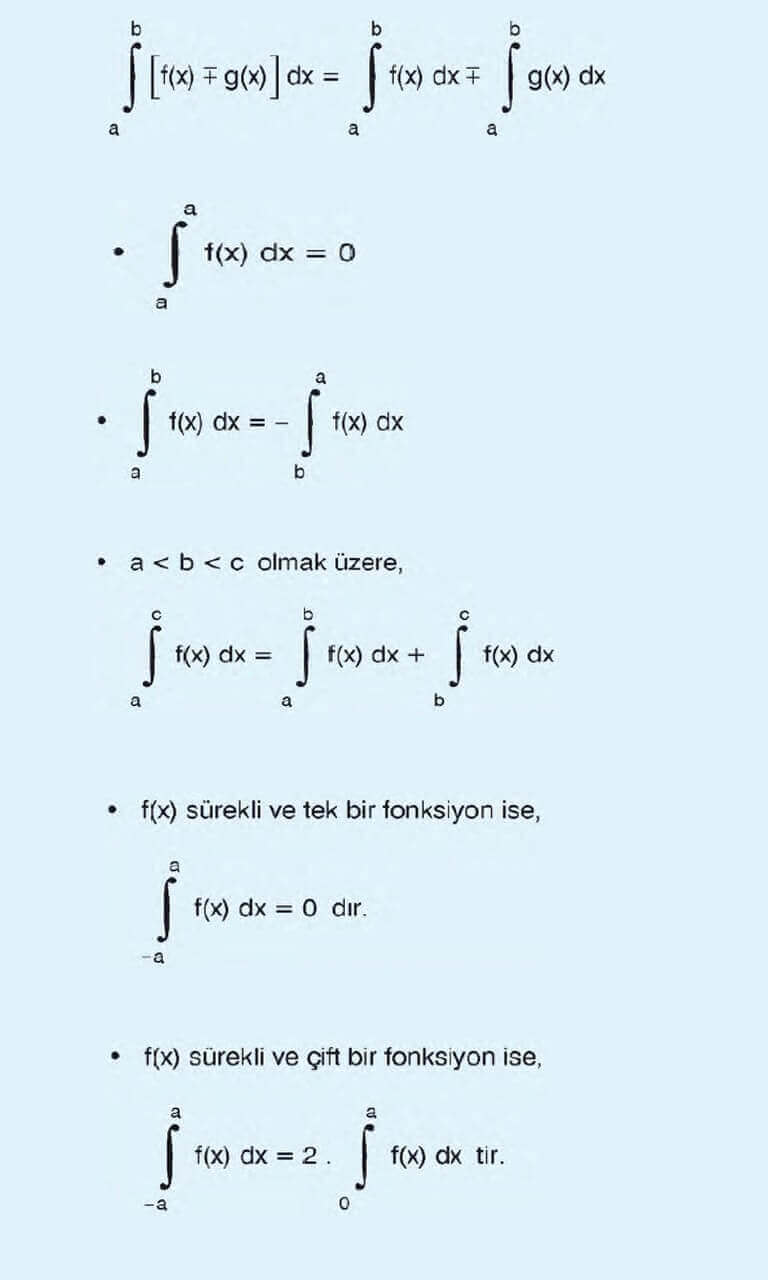 ∫ₐᵇ [f(x) ∓ g(x)] dx = ∫ₐᵇ f(x) dx ∓ ∫ₐᵇ g(x) dx
• ∫ₐᵃ f(x) dx = 0
• ∫ₐᵇ f(x) dx = - ∫_b^a f(x) dx
• a < b < c olmak üzere,
∫ₐᶜ f(x) dx = ∫ₐᵇ f(x) dx + ∫_b^c f(x) dx
• f(x) sürekli ve tek bir fonksiyon ise,
∫₋ₐᵃ f(x) dx = 0 dır.
• f(x) sürekli ve çift bir fonksiyon ise,
∫₋ₐᵃ f(x) dx = 2 . ∫₀ᵃ f(x) dx tir.